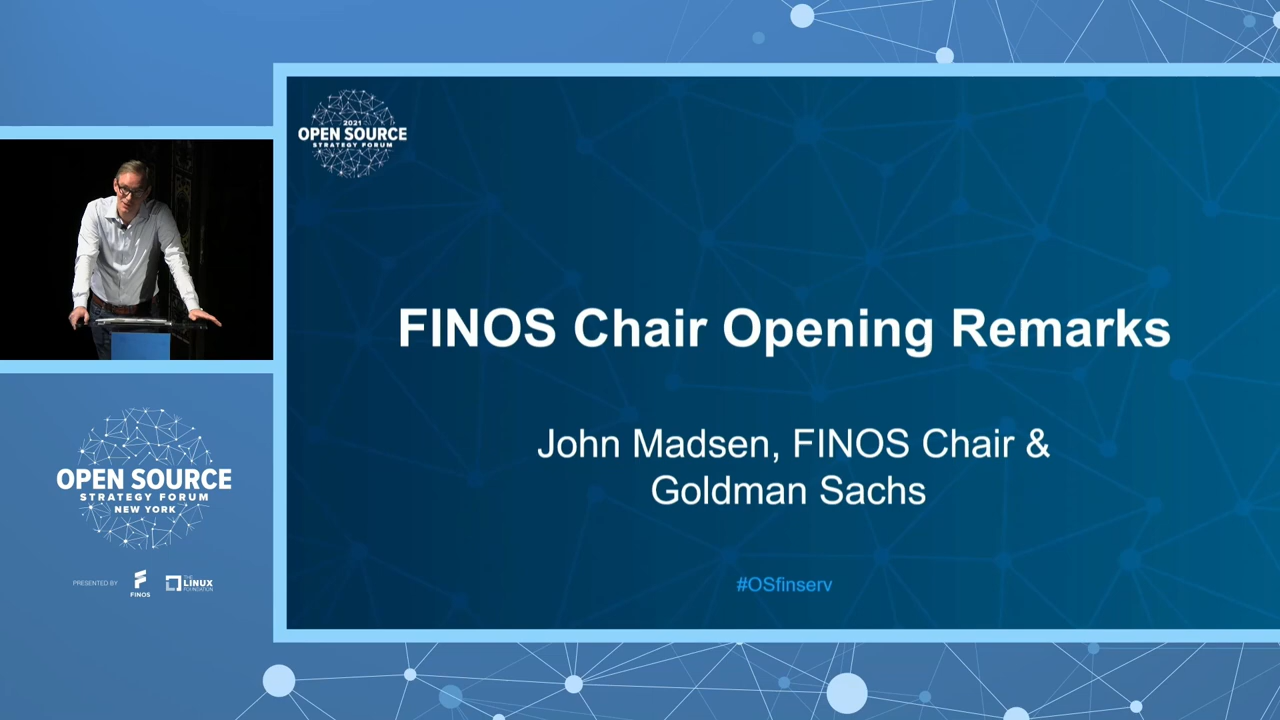 2021
OPEN SOURCE
STRATEGY FORUM
FINOS Chair Opening Remarks
John Madsen, FINOS Chair &
Goldman Sachs
#OSfinserv
OPEN SOURCE
STRATEGY FORUM
NEW YORK
PRESENTED BY
FINOS
THE
LINUX
FOUNDATION